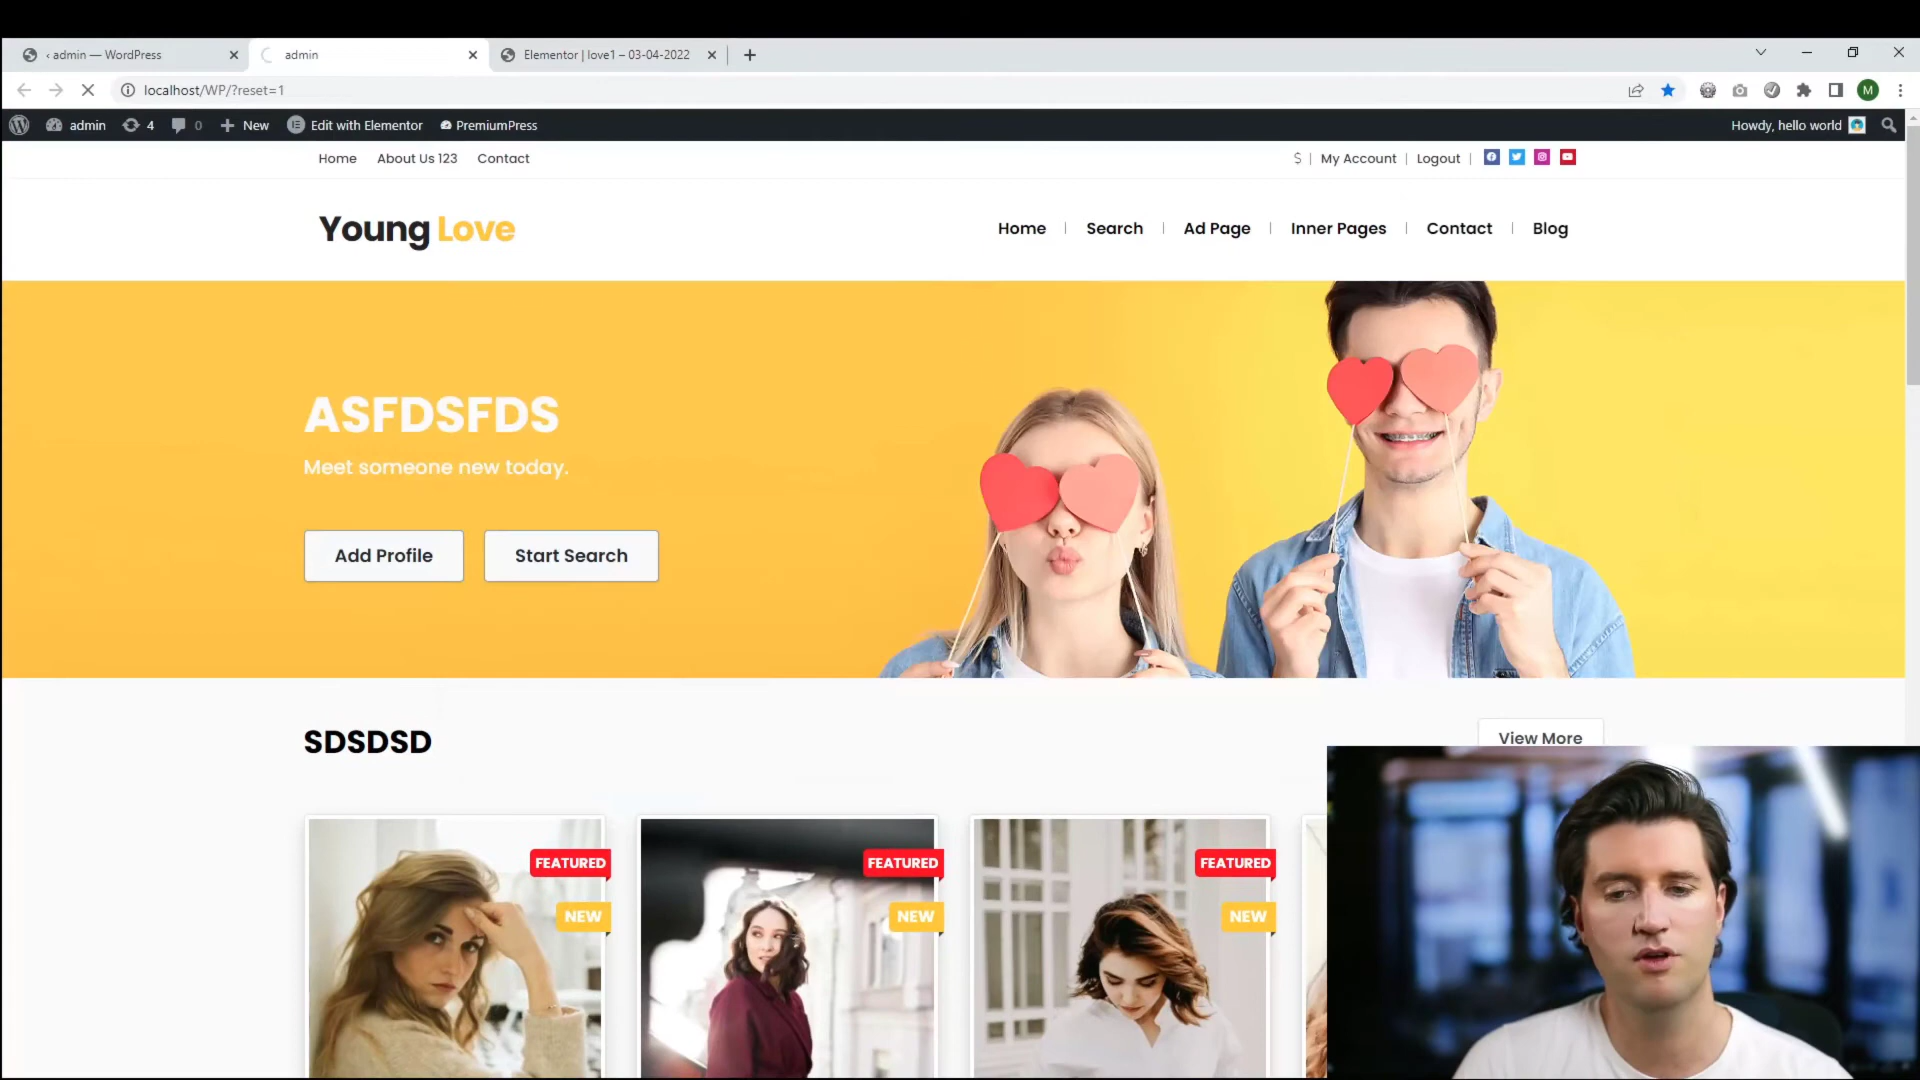 ‹ admin — WordPress
admin
Elementor | love1 – 03-04-2022
localhost/WP/?reset=1
M
admin
4
0
New
Edit with Elementor
PremiumPress
Howdy, hello world
Home
About Us 123
Contact
$ |
My Account |
Logout |
Young Love
Home
Search
Ad Page
Inner Pages
Contact
Blog
ASFDSFDS
Meet someone new today.
Add Profile
Start Search
SDSDSD
View More
FEATURED
NEW
FEATURED
NEW
FEATURED
NEW